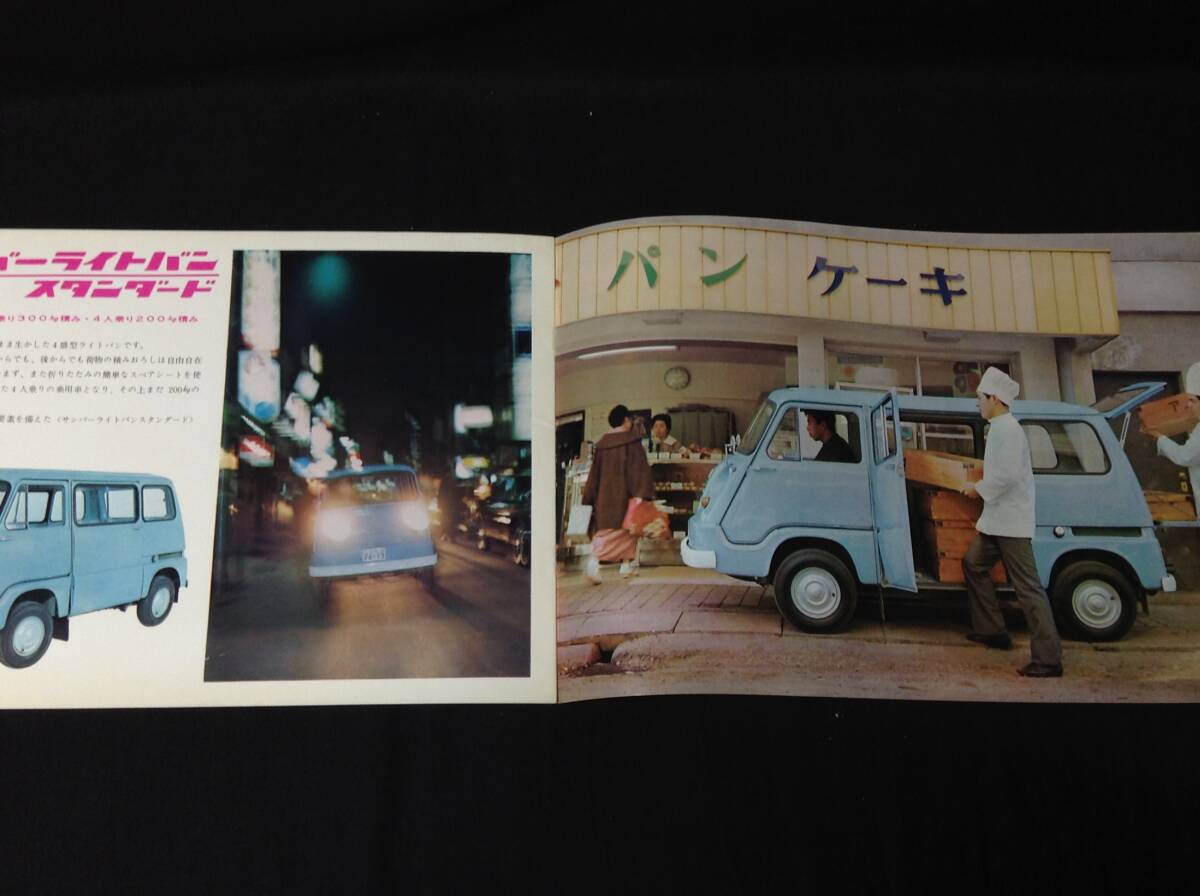 バーライトバン
スタンダード
乗り300kg積み・4人乗り200kg積み
まま生かした4盛型ライトバンです。
からでも、後からでも荷物の積みおろしは自由自在
ます、また折りたたみの簡単なスペアシートを使
た4人乗りの乗用車となり、その上まだ200kgの
要素を備えた〈サンバーライトバンスタンダード〉
パン ケーキ